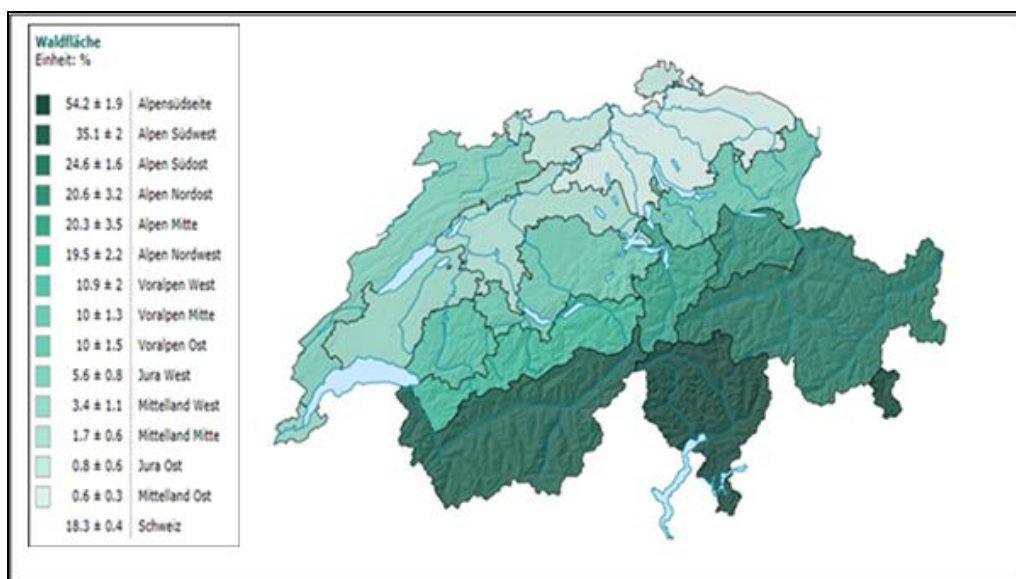 Waldfläche
Einheit: %
54.2 ± 1.9 Alpensüdseite
35.1 ± 2 Alpen Südwest
24.6 ± 1.6 Alpen Südost
20.6 ± 3.2 Alpen Nordost
20.3 ± 3.5 Alpen Mitte
19.5 ± 2.2 Alpen Nordwest
10.9 ± 2 Voralpen West
10 ± 1.3 Voralpen Mitte
10 ± 1.5 Voralpen Ost
5.6 ± 0.8 Jura West
3.4 ± 1.1 Mittelland West
1.7 ± 0.6 Mittelland Mitte
0.8 ± 0.6 Jura Ost
0.6 ± 0.3 Mittelland Ost
18.3 ± 0.4 Schweiz